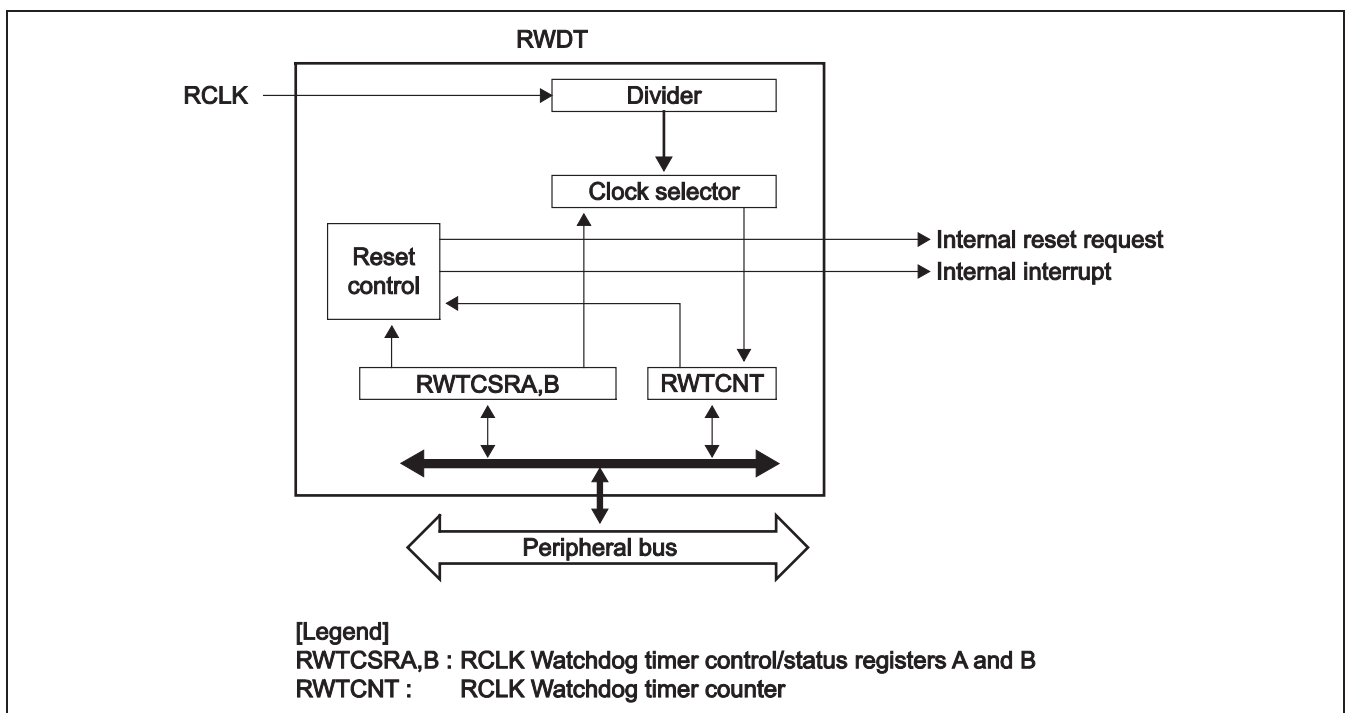 RWDT
RCLK
Divider
Clock selector
Reset
control
Internal reset request
Internal interrupt
RWTCSRA,B
RWTCNT
Peripheral bus
[Legend]
RWTCSRA,B : RCLK Watchdog timer control/status registers A and B
RWTCNT : RCLK Watchdog timer counter